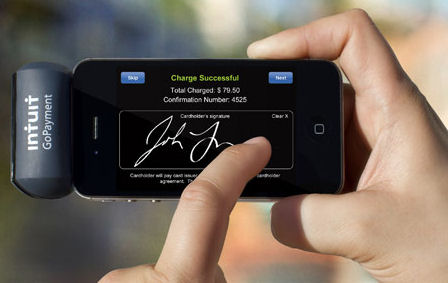 intuit
GoPayment
Skip
Charge Successful
Next
Total Charged: $ 79.50
Confirmation Number: 4525
Cardholder's signature
Clear X
Cardholder will pay card issuer cardholder
agreement.